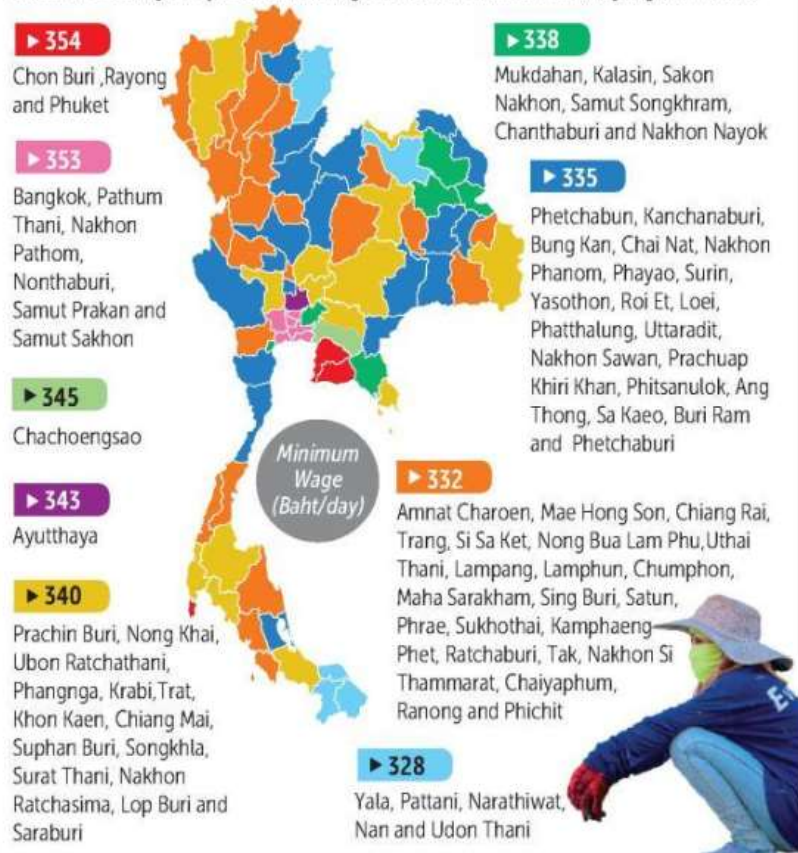 354
Chon Buri ,Rayong
and Phuket
353
Bangkok, Pathum
Thani, Nakhon
Pathom,
Nonthaburi,
Samut Prakan and
Samut Sakhon
345
Chachoengsao
343
Ayutthaya
340
Prachin Buri, Nong Khai,
Ubon Ratchathani,
Phangnga, Krabi,Trat,
Khon Kaen, Chiang Mai,
Suphan Buri, Songkhla,
Surat Thani, Nakhon
Ratchasima, Lop Buri and
Saraburi
Minimum
Wage
(Baht/day)
338
Mukdahan, Kalasin, Sakon
Nakhon, Samut Songkhram,
Chanthaburi and Nakhon Nayok
335
Phetchabun, Kanchanaburi,
Bung Kan, Chai Nat, Nakhon
Phanom, Phayao, Surin,
Yasothon, Roi Et, Loei,
Phatthalung, Uttaradit,
Nakhon Sawan, Prachuap
Khiri Khan, Phitsanulok, Ang
Thong, Sa Kaeo, Buri Ram
and Phetchaburi
332
Amnat Charoen, Mae Hong Son, Chiang Rai,
Trang, Si Sa Ket, Nong Bua Lam Phu,Uthai
Thani, Lampang, Lamphun, Chumphon,
Maha Sarakham, Sing Buri, Satun,
Phrae, Sukhothai, Kamphaeng
Phet, Ratchaburi, Tak, Nakhon Si
Thammarat, Chaiyaphum,
Ranong and Phichit
328
Yala, Pattani, Narathiwat,
Nan and Udon Thani